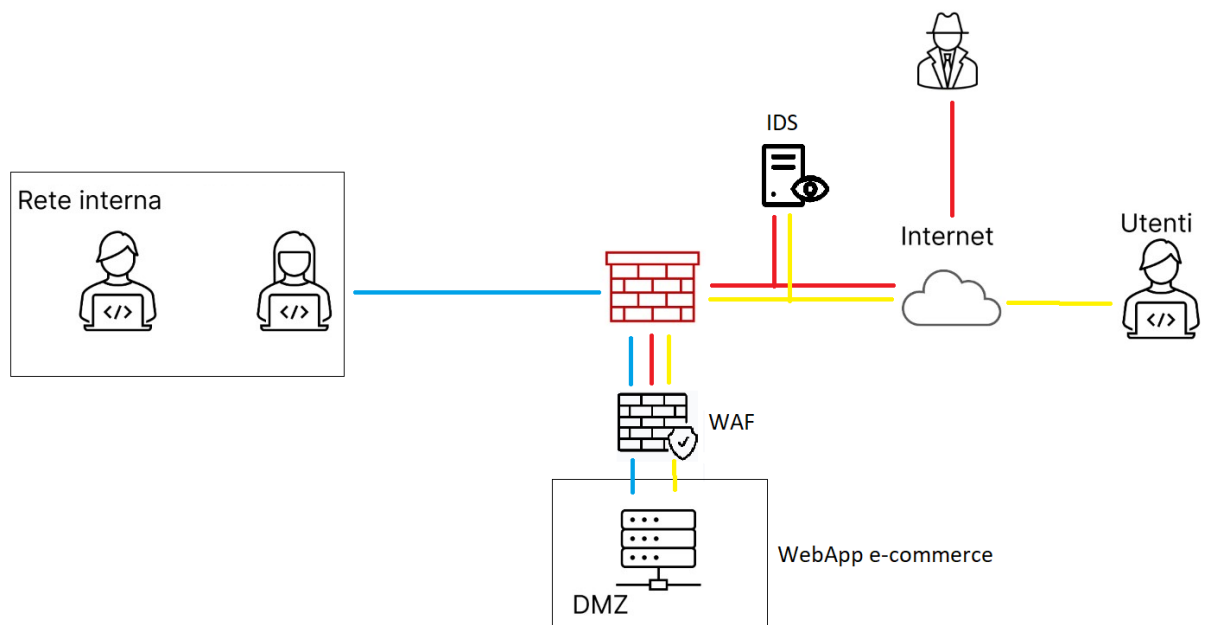 IDS
Rete interna
Internet
Utenti
</>
</>
</>
WAF
WebApp e-commerce
DMZ